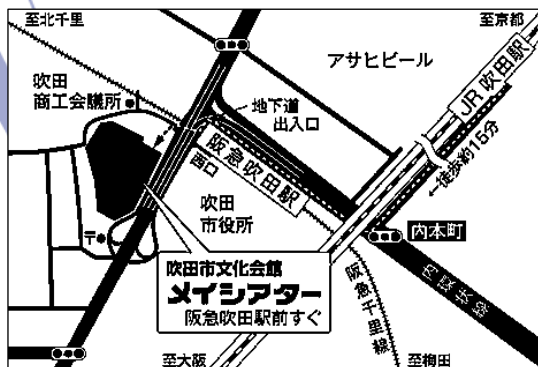 至北千里
至京都
アサヒビール
JR吹田駅
吹田
商工会議所
地下道
出入口
阪急吹田駅
西口
←徒歩約15分
吹田
市役所
〒
内本町
吹田市文化会館
メイシアター
阪急吹田駅前すぐ
阪急千里線
内環状線
至大阪
至梅田